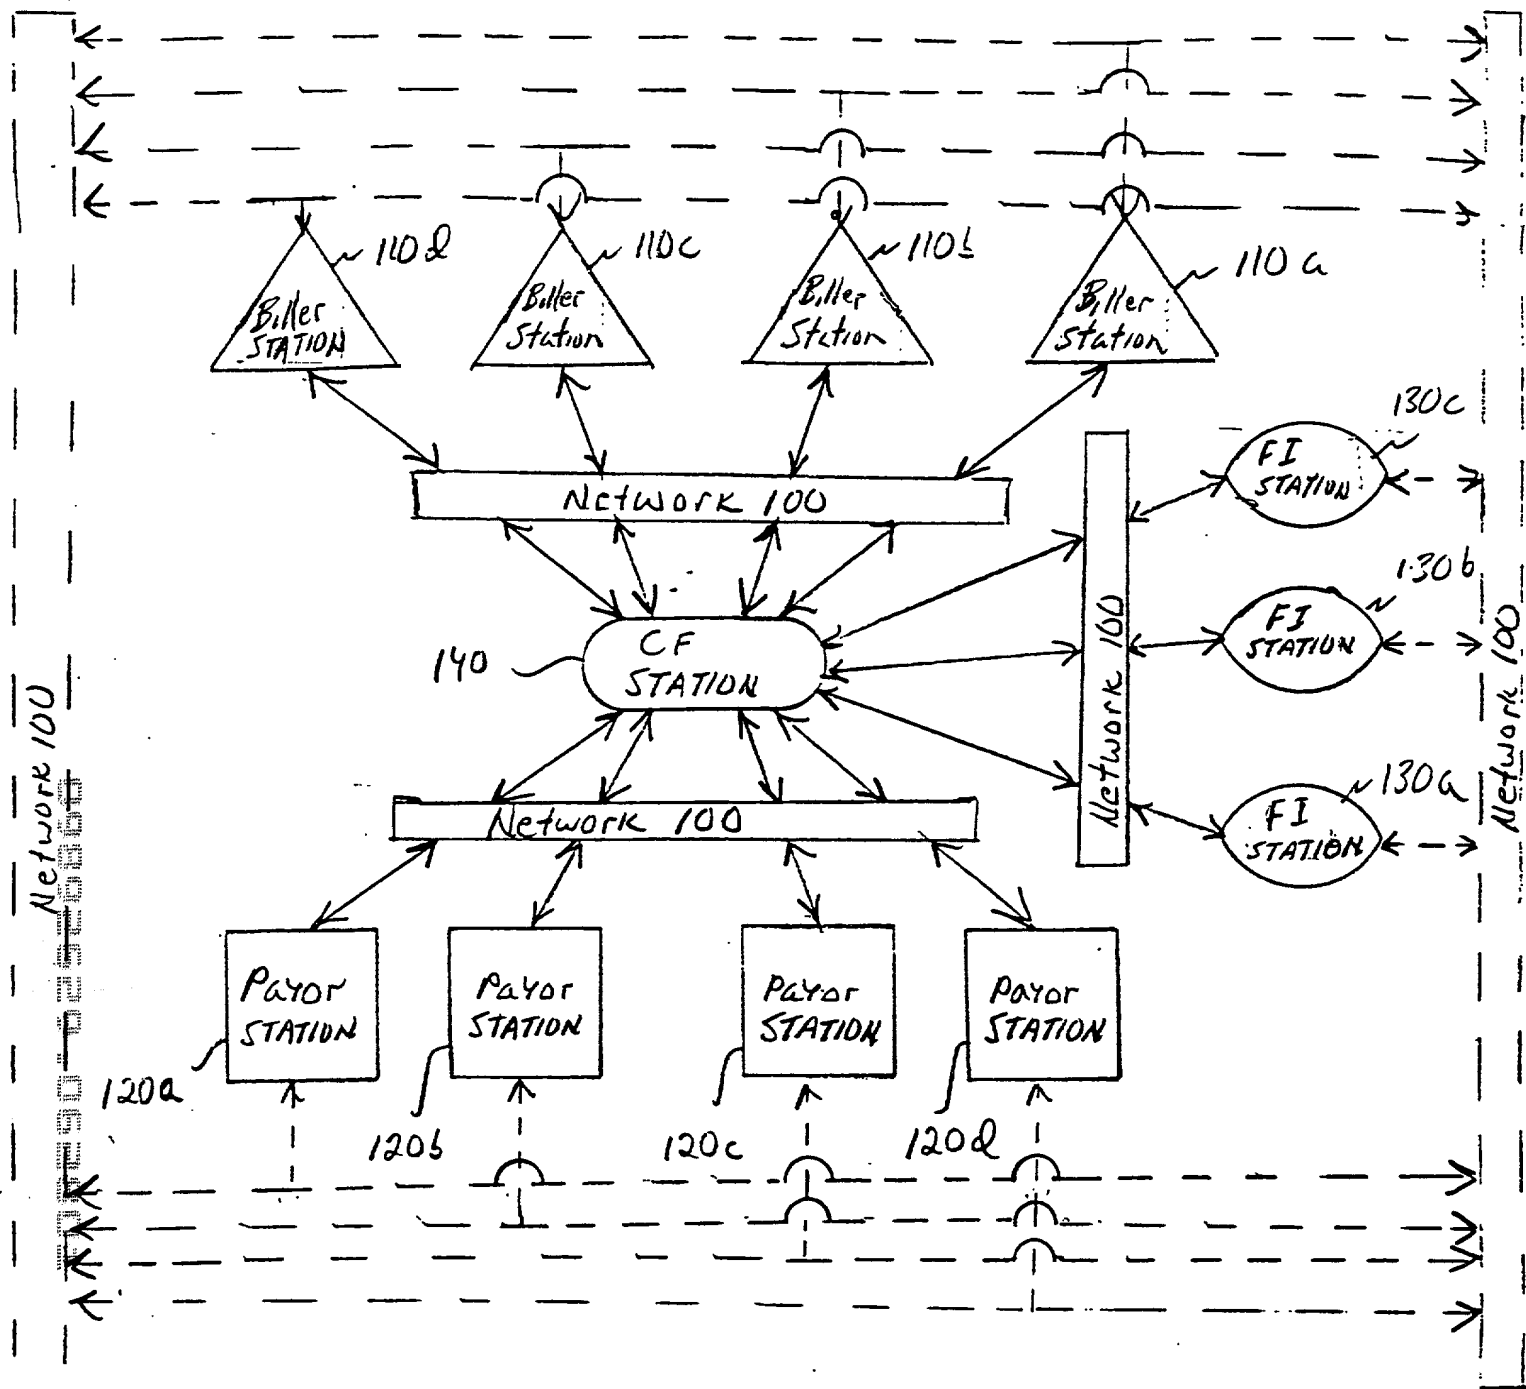 110d
110c
110b
110a
Biller
STATION
Biller
Station
Biller
Station
Biller
Station
130c
FI
STATION
Network 100
130b
FI
STATION
Network 100
CF
STATION
140
Network 100
Network 100
130a
FI
STATION
Network 100
Payor
STATION
Payor
STATION
Payor
STATION
Payor
STATION
120a
120b
120c
120d